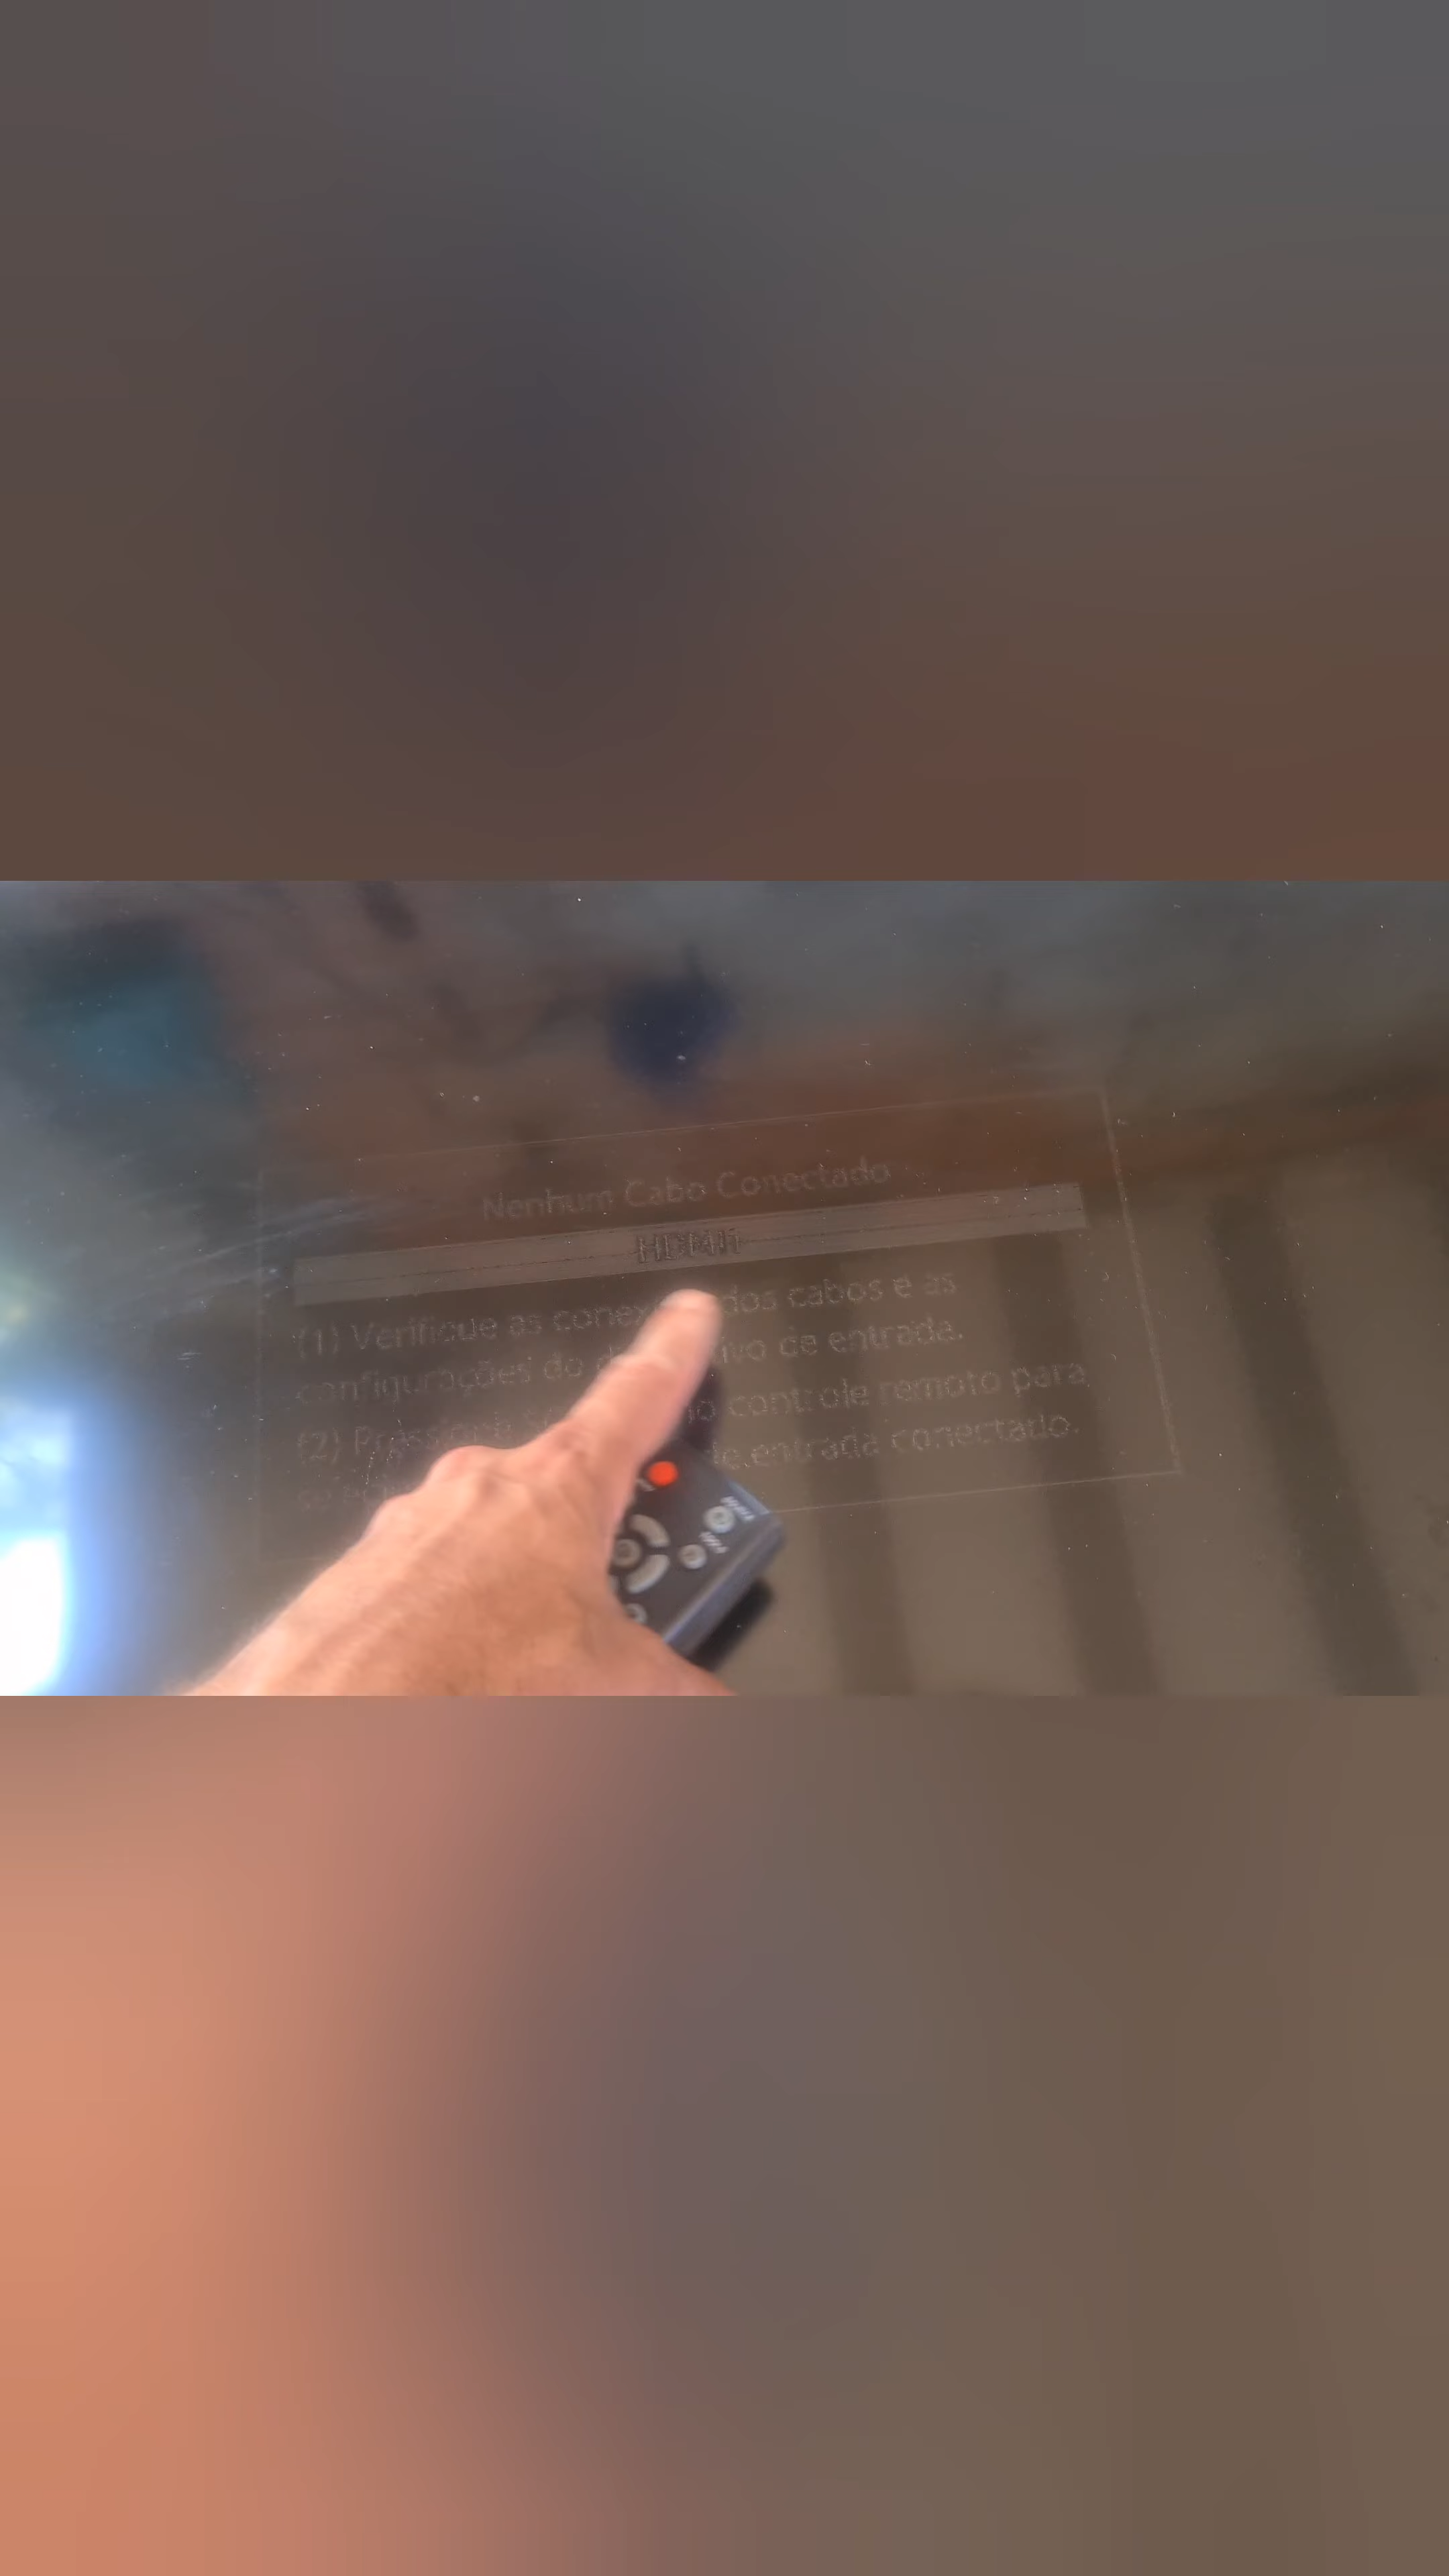 Nenhum Cabo Conectado
HDMI1
(1) Verifique as dos cabos e as
configurações do de entrada.
(2) controle remoto para
entrada conectado.